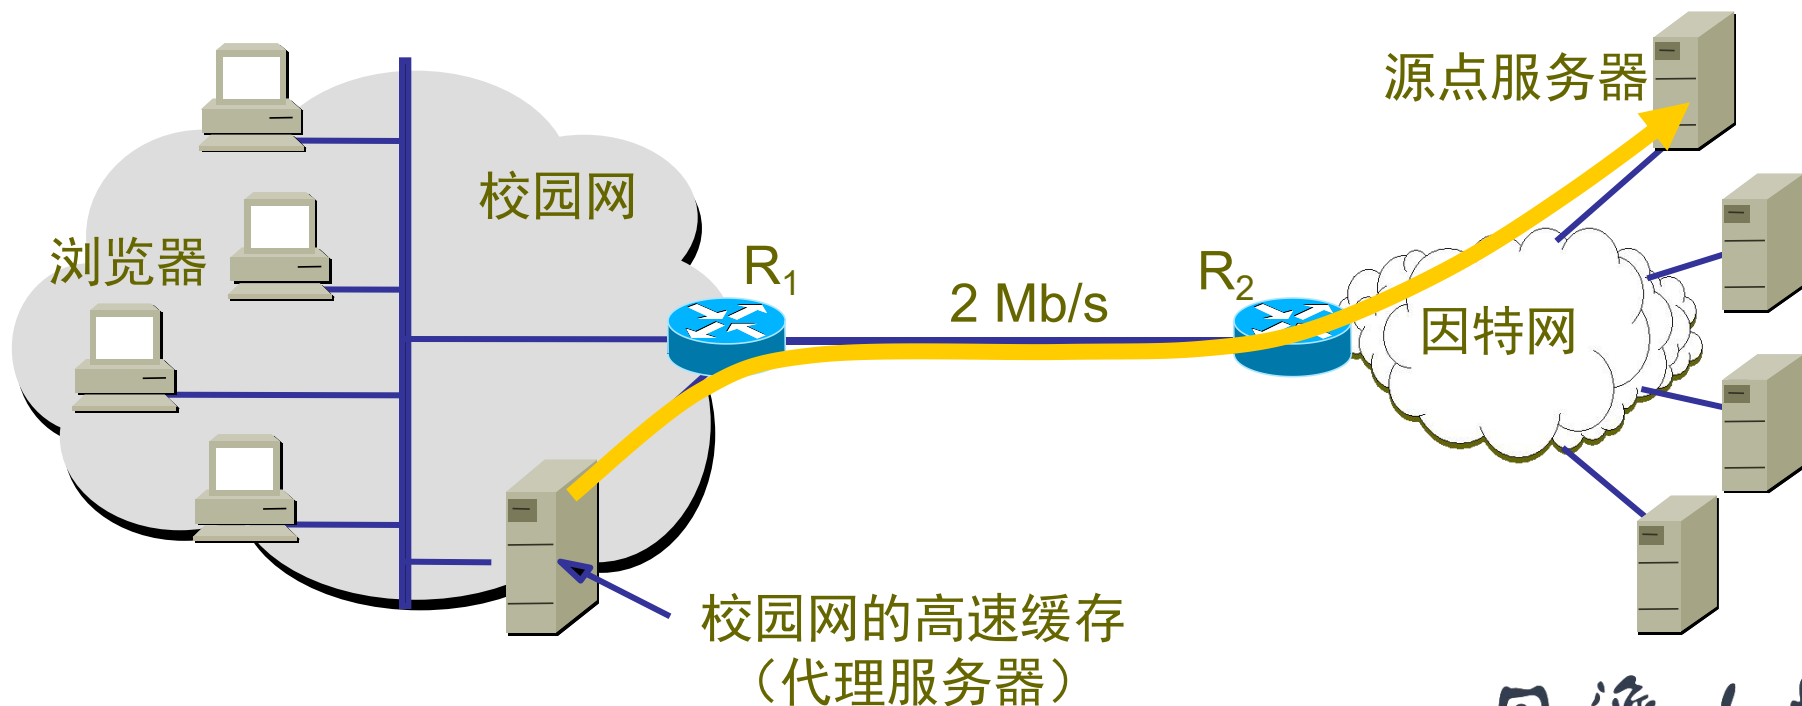 源点服务器
校园网
浏览器
R1
2 Mb/s
R2
因特网
校园网的高速缓存
（代理服务器）